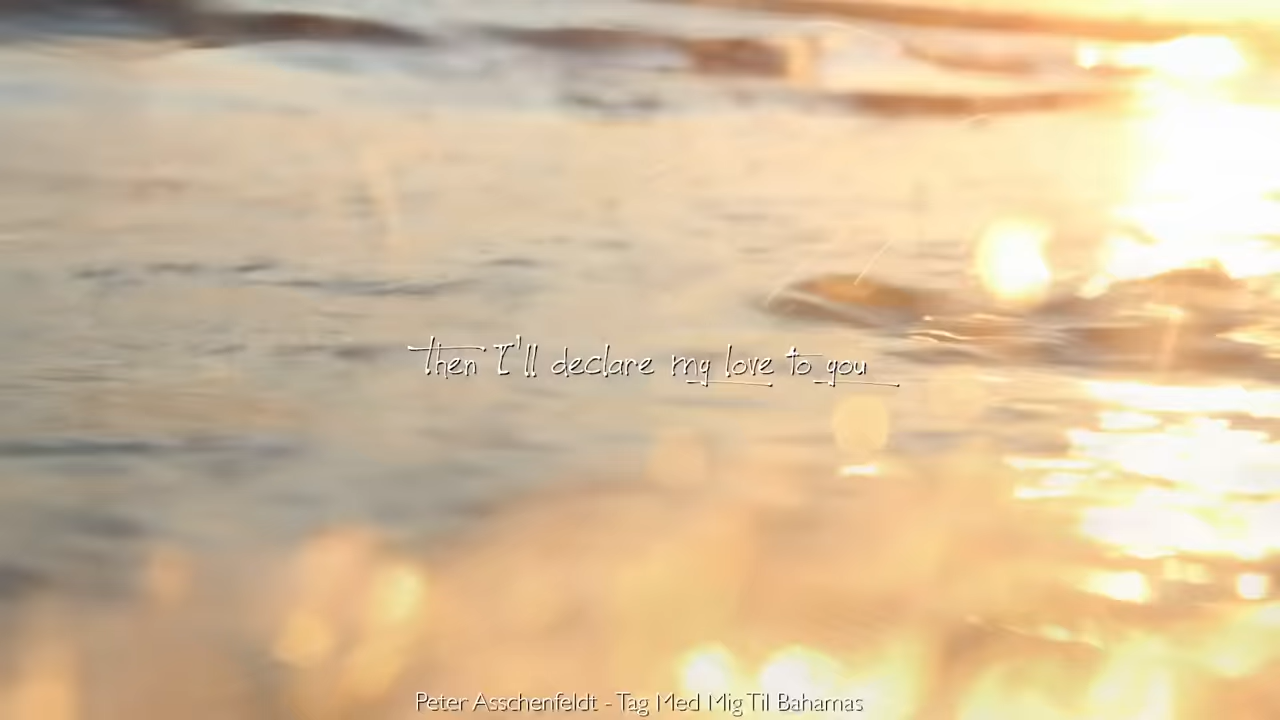 then I'll declare my love to you
Peter Asschenfeldt - Tag Med Mig Til Bahamas